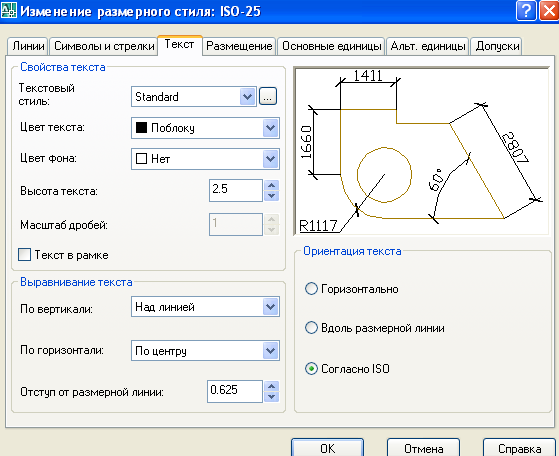 Изменение размерного стиля: ISO-25
Линии Символы и стрелки Текст Размещение Основные единицы Альт. единицы Допуски
Свойства текста
Текстовый стиль: Standard ...
Цвет текста: Поблоку
Цвет фона: Нет
Высота текста: 2.5
Масштаб дробей: 1
Текст в рамке
1411
1660
2807
60°
R1117
Выравнивание текста
По вертикали: Над линией
По горизонтали: По центру
Отступ от размерной линии: 0.625
Ориентация текста
Горизонтально
Вдоль размерной линии
Согласно ISO
OK Отмена Справка